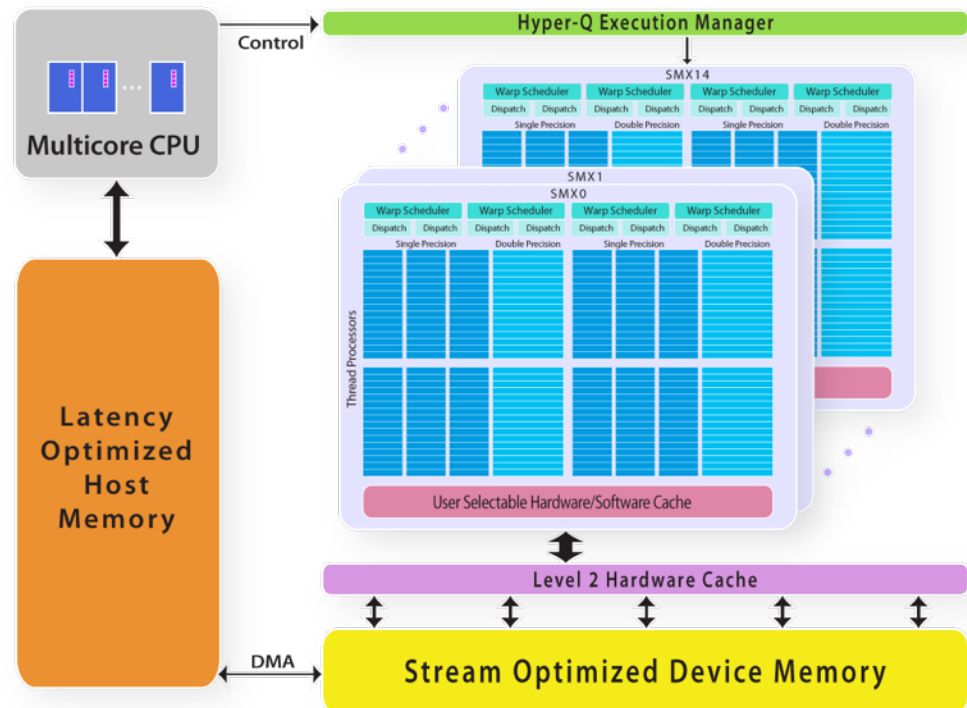 Multicore CPU
Control
Hyper-Q Execution Manager
SMX14
Warp Scheduler Warp Scheduler Warp Scheduler Warp Scheduler
Dispatch Dispatch Dispatch Dispatch Dispatch Dispatch Dispatch Dispatch
Single Precision Double Precision Single Precision Double Precision
SMX1
SMX0
Warp Scheduler Warp Scheduler Warp Scheduler Warp Scheduler
Dispatch Dispatch Dispatch Dispatch Dispatch Dispatch Dispatch Dispatch
Single Precision Double Precision Single Precision Double Precision
Thread Processors
User Selectable Hardware/Software Cache
Latency
Optimized
Host
Memory
Level 2 Hardware Cache
DMA
Stream Optimized Device Memory